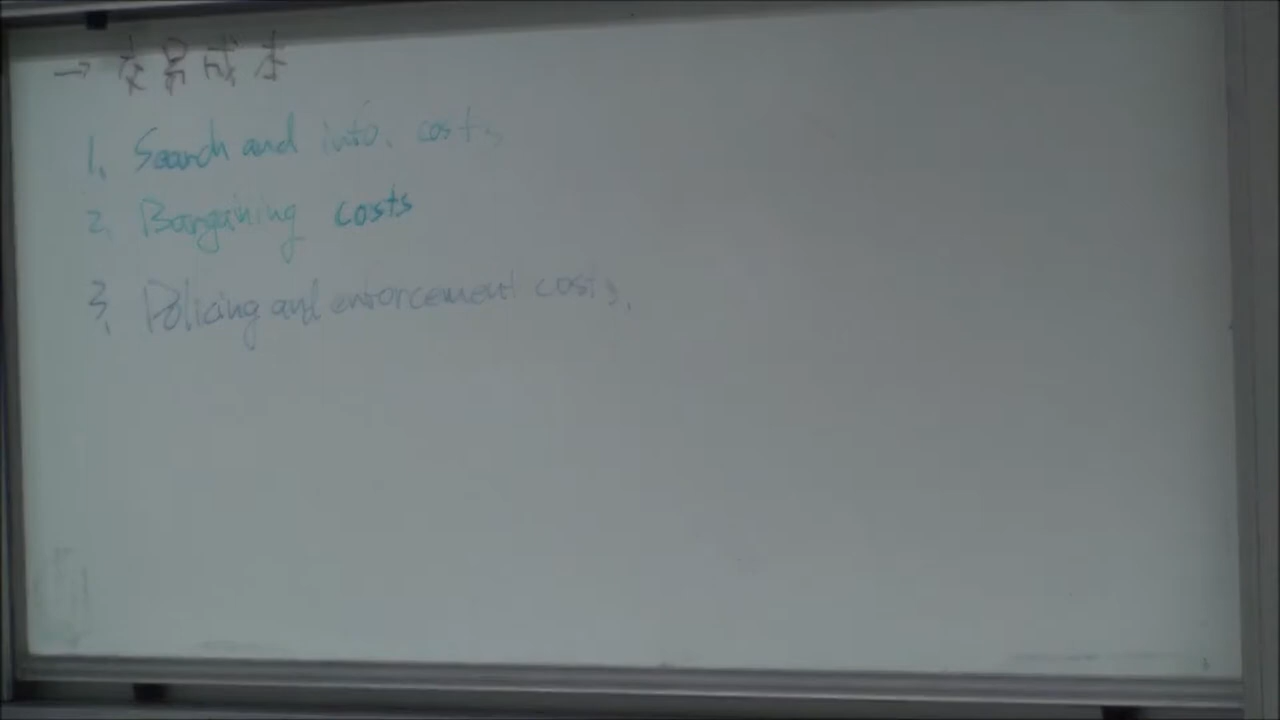 → 交易成本
1. Search and info. costs
2. Bargaining costs
3. Policing and enforcement costs.